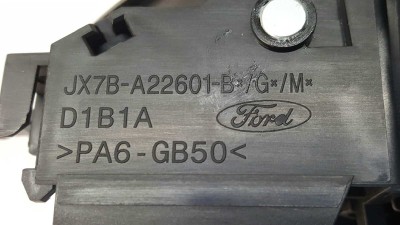 JX7B-A22601-B*/G*/M*
D1B1A
Ford
>PA6-GB50<